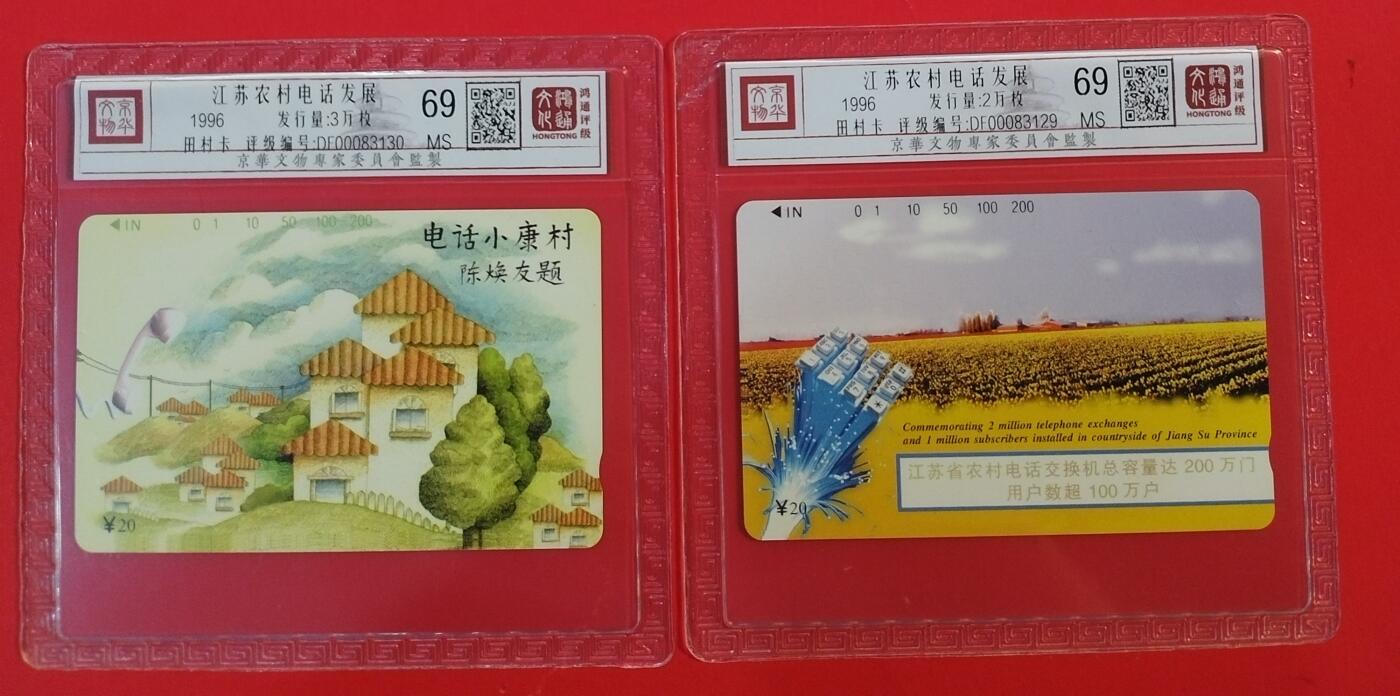 京华文物
江苏农村电话发展
1996 发行量:3万枚
田村卡 评级编号:DF00083130
69
MS
鸿通文化
HONGTONG
鸿通评级
京華文物專家委員會監製
IN 0 1 10 50 100 200
电话小康村
陈焕友题
¥20
京华文物
江苏农村电话发展
1996 发行量:2万枚
田村卡 评级编号:DF00083129
69
MS
鸿通文化
HONGTONG
鸿通评级
京華文物專家委員會監製
IN 0 1 10 50 100 200
Commemorating 2 million telephone exchanges
and 1 million subscribers installed in countryside of Jiang Su Province
江苏省农村电话交换机总容量达 200 万门
用户数超 100 万户
¥20